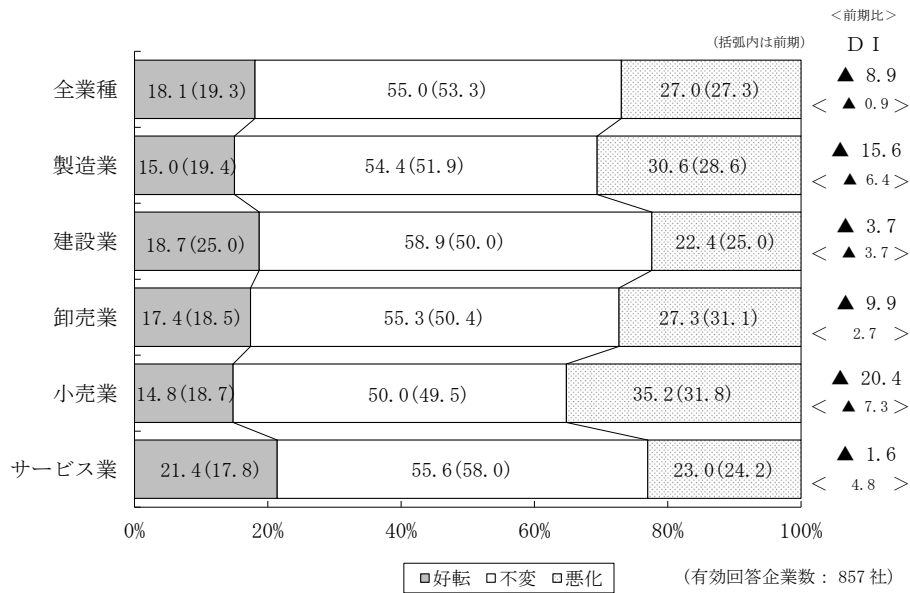 <前期比>
(括弧内は前期)
DI
全業種 18.1(19.3) 55.0(53.3) 27.0(27.3) ▲ 8.9
< ▲ 0.9 >
製造業 15.0(19.4) 54.4(51.9) 30.6(28.6) ▲ 15.6
< ▲ 6.4 >
建設業 18.7(25.0) 58.9(50.0) 22.4(25.0) ▲ 3.7
< ▲ 3.7 >
卸売業 17.4(18.5) 55.3(50.4) 27.3(31.1) ▲ 9.9
< 2.7 >
小売業 14.8(18.7) 50.0(49.5) 35.2(31.8) ▲ 20.4
< ▲ 7.3 >
サービス業 21.4(17.8) 55.6(58.0) 23.0(24.2) ▲ 1.6
< 4.8 >
0% 20% 40% 60% 80% 100%
好転 不変 悪化
(有効回答企業数：857社)